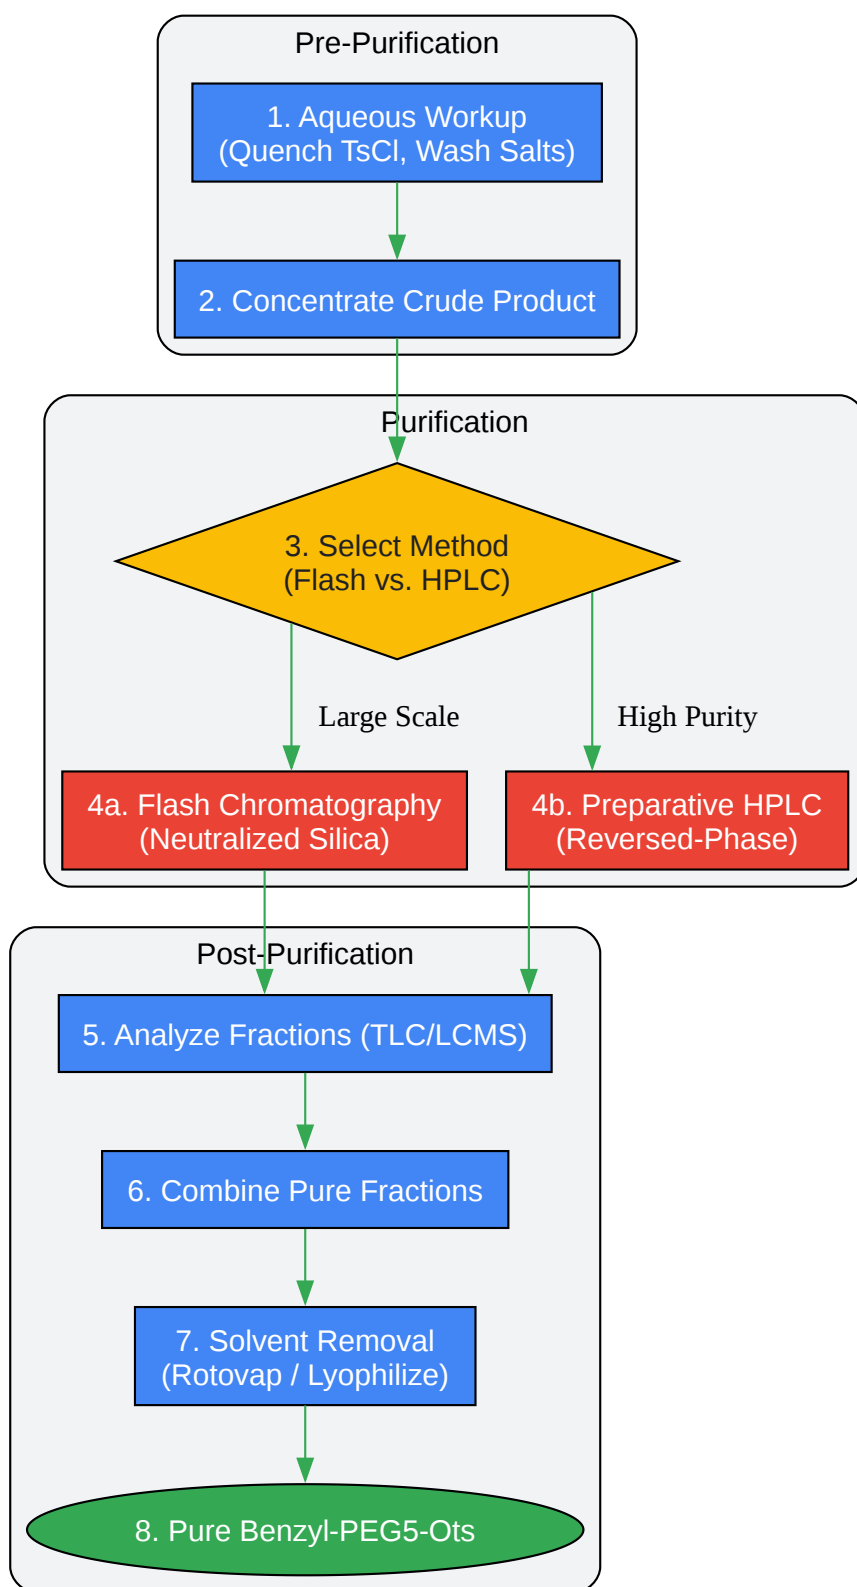 Pre-Purification
1. Aqueous Workup
(Quench TsCl, Wash Salts)
2. Concentrate Crude Product
Purification
3. Select Method
(Flash vs. HPLC)
Large Scale
High Purity
4a. Flash Chromatography
(Neutralized Silica)
4b. Preparative HPLC
(Reversed-Phase)
Post-Purification
5. Analyze Fractions (TLC/LCMS)
6. Combine Pure Fractions
7. Solvent Removal
(Rotovap / Lyophilize)
8. Pure Benzyl-PEG5-Ots